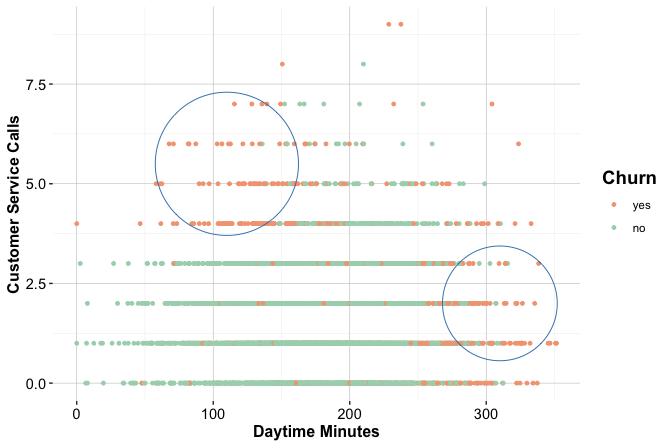 7.5
5.0
2.5
0.0
0
100
200
300
Daytime Minutes
Customer Service Calls
Churn
yes
no